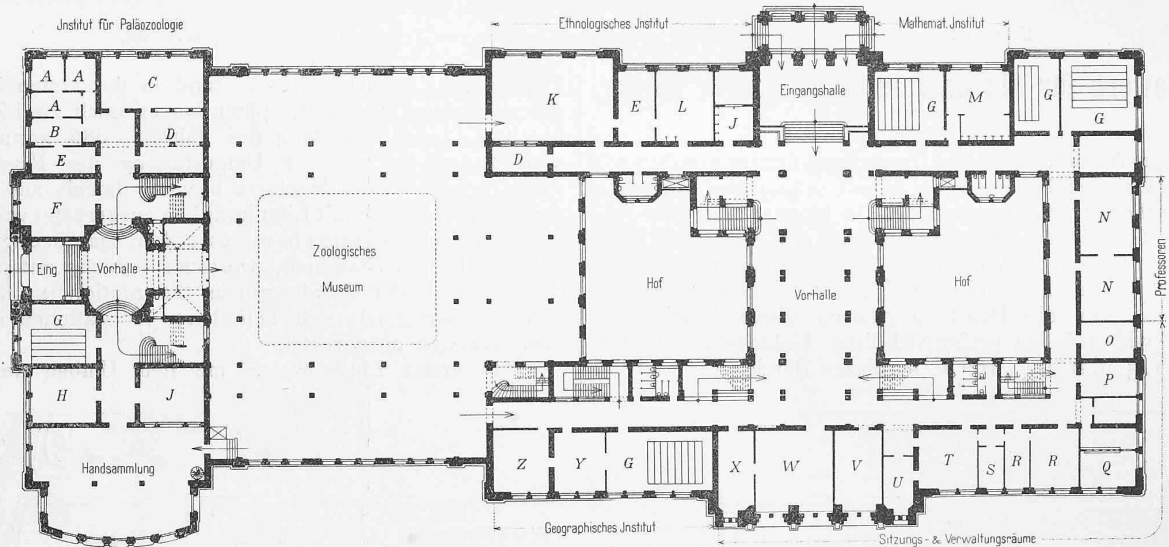 Jnstitut für Paläozoologie
Ethnologisches Jnstitut
Mathemat. Jnstitut
A A C
A
B D
E
F
Eing
Vorhalle
G
H J
Handsammlung
Zoologisches
Museum
K E L J
D
Eingangshalle
G M G G
Hof
Vorhalle
Hof
N
N
O
P
Professoren
Z Y G X W V U T S R R Q
Geographisches Jnstitut
Sitzungs- & Verwaltungsräume